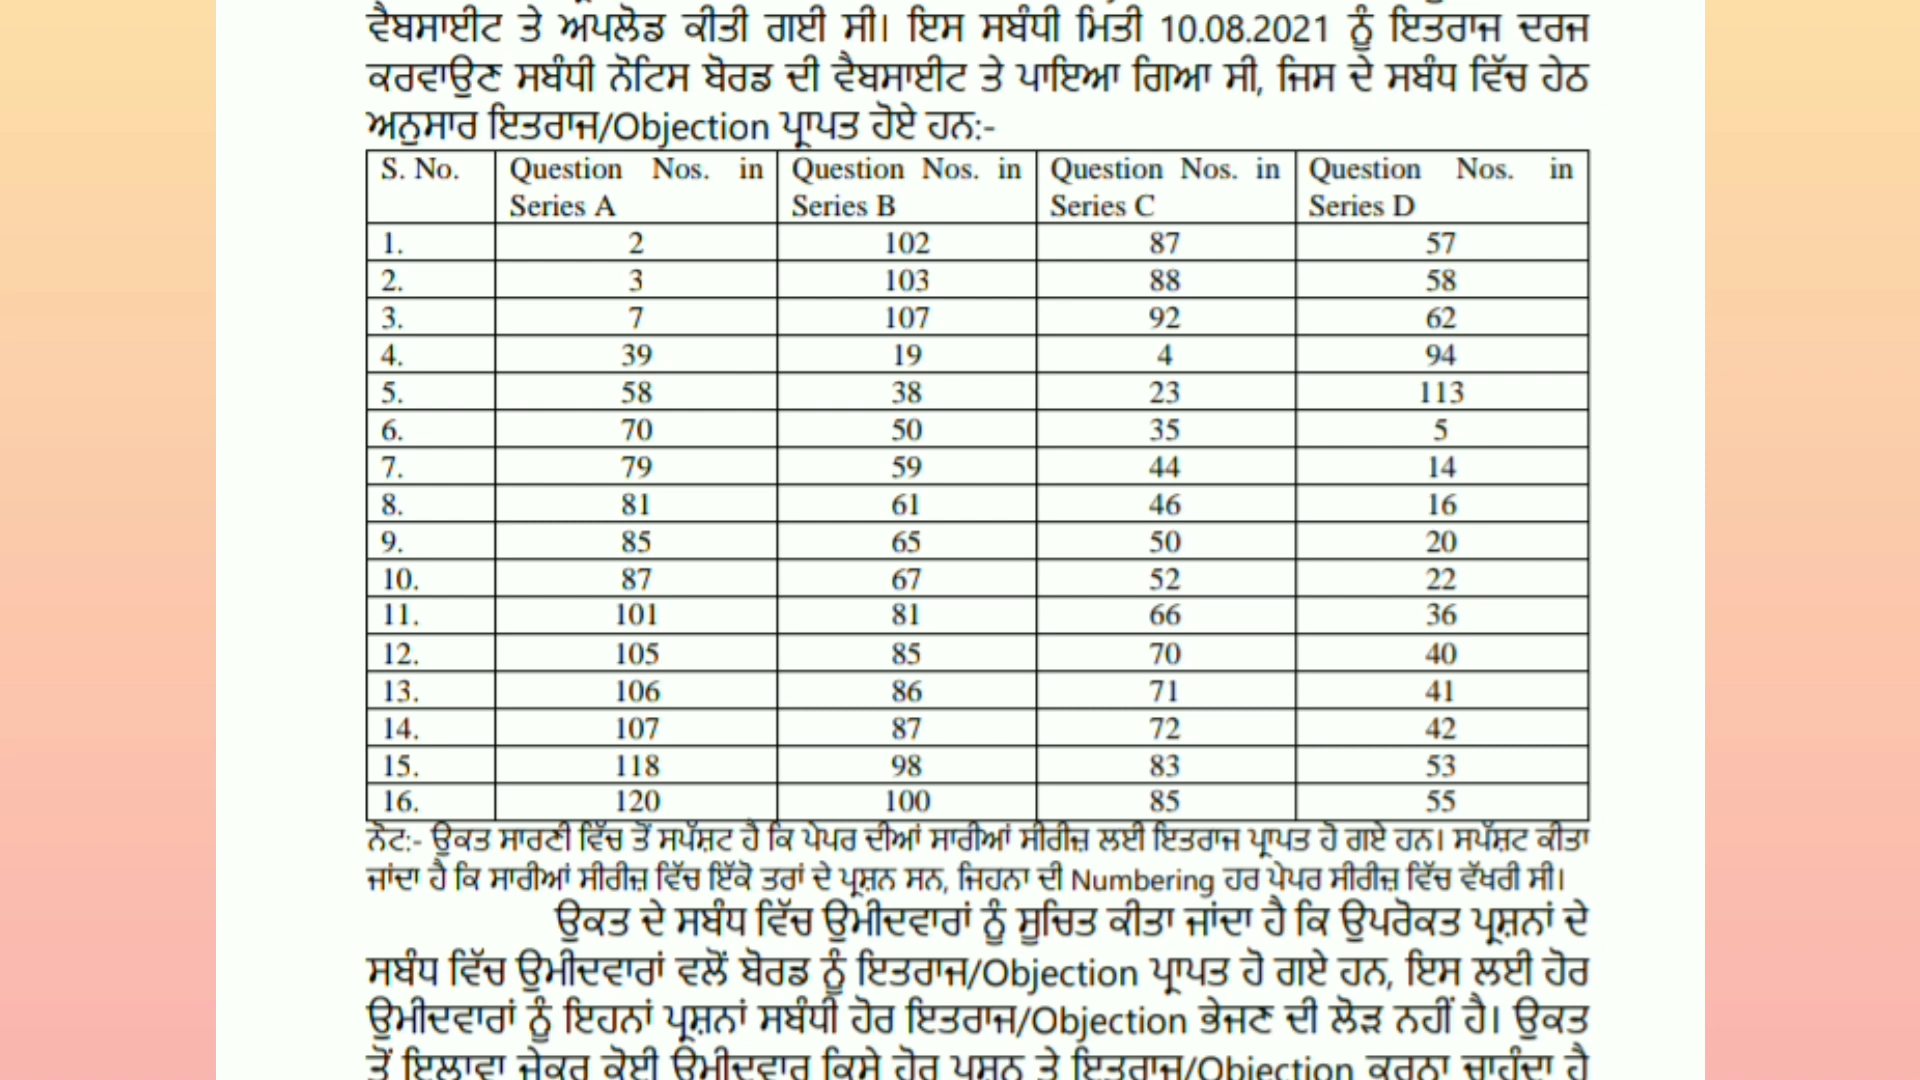 ਵੈਬਸਾਈਟ ਤੇ ਅਪਲੋਡ ਕੀਤੀ ਗਈ ਸੀ। ਇਸ ਸਬੰਧੀ ਮਿਤੀ 10.08.2021 ਨੂੰ ਇਤਰਾਜ ਦਰਜ
ਕਰਵਾਉਣ ਸਬੰਧੀ ਨੋਟਿਸ ਬੋਰਡ ਦੀ ਵੈਬਸਾਈਟ ਤੇ ਪਾਇਆ ਗਿਆ ਸੀ, ਜਿਸ ਦੇ ਸਬੰਧ ਵਿੱਚ ਹੇਠ
ਅਨੁਸਾਰ ਇਤਰਾਜ/Objection ਪ੍ਰਾਪਤ ਹੋਏ ਹਨ:-
S. No. Question Nos. in Series A Question Nos. in Series B Question Nos. in Series C Question Nos. in Series D
1. 2 102 87 57
2. 3 103 88 58
3. 7 107 92 62
4. 39 19 4 94
5. 58 38 23 113
6. 70 50 35 5
7. 79 59 44 14
8. 81 61 46 16
9. 85 65 50 20
10. 87 67 52 22
11. 101 81 66 36
12. 105 85 70 40
13. 106 86 71 41
14. 107 87 72 42
15. 118 98 83 53
16. 120 100 85 55
ਨੋਟ:- ਉਕਤ ਸਾਰਣੀ ਵਿੱਚ ਤੋਂ ਸਪੱਸ਼ਟ ਹੈ ਕਿ ਪੇਪਰ ਦੀਆਂ ਸਾਰੀਆਂ ਸੀਰੀਜ਼ ਲਈ ਇਤਰਾਜ ਪ੍ਰਾਪਤ ਹੋ ਗਏ ਹਨ। ਸਪੱਸ਼ਟ ਕੀਤਾ
ਜਾਂਦਾ ਹੈ ਕਿ ਸਾਰੀਆਂ ਸੀਰੀਜ਼ ਵਿੱਚ ਇੱਕੋ ਤਰਾਂ ਦੇ ਪ੍ਰਸ਼ਨ ਸਨ, ਜਿਹਨਾ ਦੀ Numbering ਹਰ ਪੇਪਰ ਸੀਰੀਜ਼ ਵਿੱਚ ਵੱਖਰੀ ਸੀ।
ਉਕਤ ਦੇ ਸਬੰਧ ਵਿੱਚ ਉਮੀਦਵਾਰਾਂ ਨੂੰ ਸੂਚਿਤ ਕੀਤਾ ਜਾਂਦਾ ਹੈ ਕਿ ਉਪਰੋਕਤ ਪ੍ਰਸ਼ਨਾਂ ਦੇ
ਸਬੰਧ ਵਿੱਚ ਉਮੀਦਵਾਰਾਂ ਵਲੋਂ ਬੋਰਡ ਨੂੰ ਇਤਰਾਜ/Objection ਪ੍ਰਾਪਤ ਹੋ ਗਏ ਹਨ, ਇਸ ਲਈ ਹੋਰ
ਉਮੀਦਵਾਰਾਂ ਨੂੰ ਇਹਨਾਂ ਪ੍ਰਸ਼ਨਾਂ ਸਬੰਧੀ ਹੋਰ ਇਤਰਾਜ/Objection ਭੇਜਣ ਦੀ ਲੋੜ ਨਹੀਂ ਹੈ। ਉਕਤ
ਤੋਂ ਇਲਾਵਾ ਜੇਕਰ ਕੋਈ ਉਮੀਦਵਾਰ ਕਿਸੇ ਹੋਰ ਪ੍ਰਸ਼ਨ ਤੇ ਇਤਰਾਜ/Objection ਕਰਨਾ ਚਾਹੁੰਦਾ ਹੈ